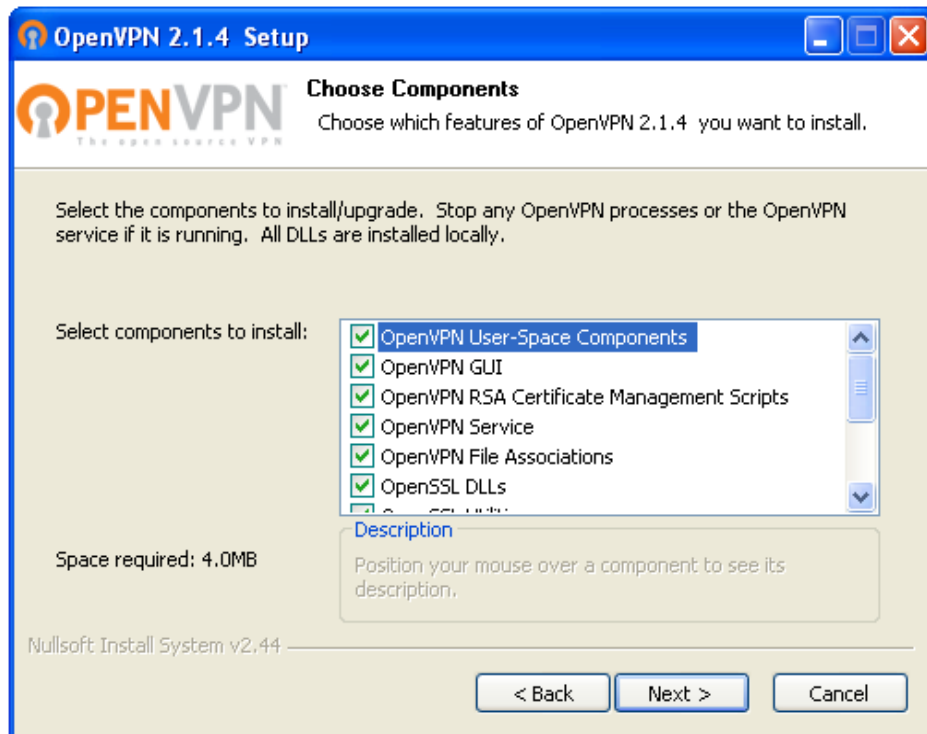 OpenVPN 2.1.4 Setup
OPENVPN
The open source VPN
Choose Components
Choose which features of OpenVPN 2.1.4 you want to install.
Select the components to install/upgrade. Stop any OpenVPN processes or the OpenVPN
service if it is running. All DLLs are installed locally.
Select components to install:
OpenVPN User-Space Components
OpenVPN GUI
OpenVPN RSA Certificate Management Scripts
OpenVPN Service
OpenVPN File Associations
OpenSSL DLLs
Space required: 4.0MB
Description
Position your mouse over a component to see its
description.
Nullsoft Install System v2.44
< Back
Next >
Cancel